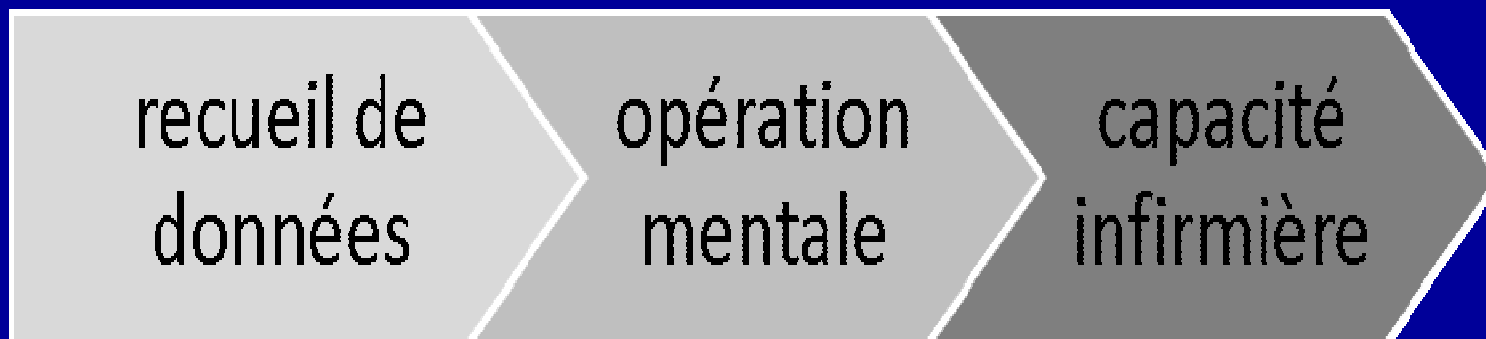 recueil de
données
opération
mentale
capacité
infirmière